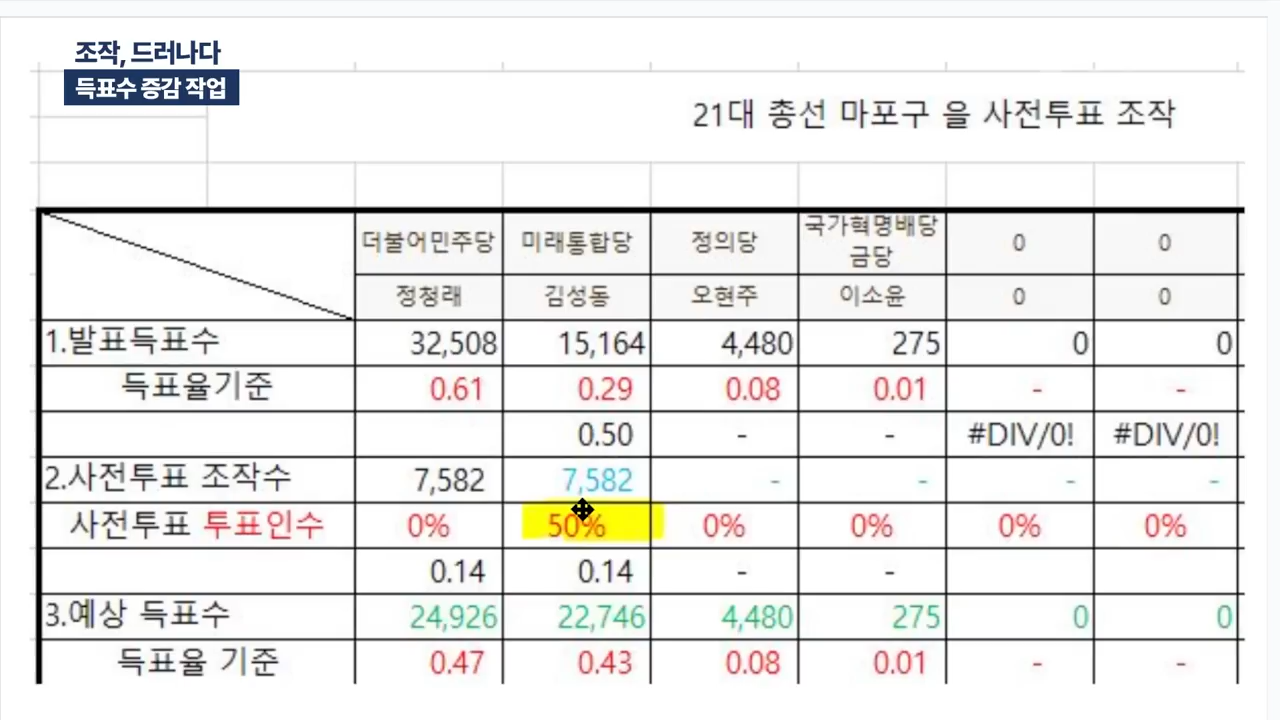 조작, 드러나다
득표수 증감 작업
21대 총선 마포구 을 사전투표 조작
더불어민주당 미래통합당 정의당 국가혁명배당금당 0 0
정청래 김성동 오현주 이소윤 0 0
1.발표득표수 32,508 15,164 4,480 275 0 0
득표율기준 0.61 0.29 0.08 0.01 - -
0.50 - - #DIV/0! #DIV/0!
2.사전투표 조작수 7,582 7,582 - - - -
사전투표 투표인수 0% 50% 0% 0% 0% 0%
0.14 0.14 - -
3.예상 득표수 24,926 22,746 4,480 275 0 0
득표율 기준 0.47 0.43 0.08 0.01 - -